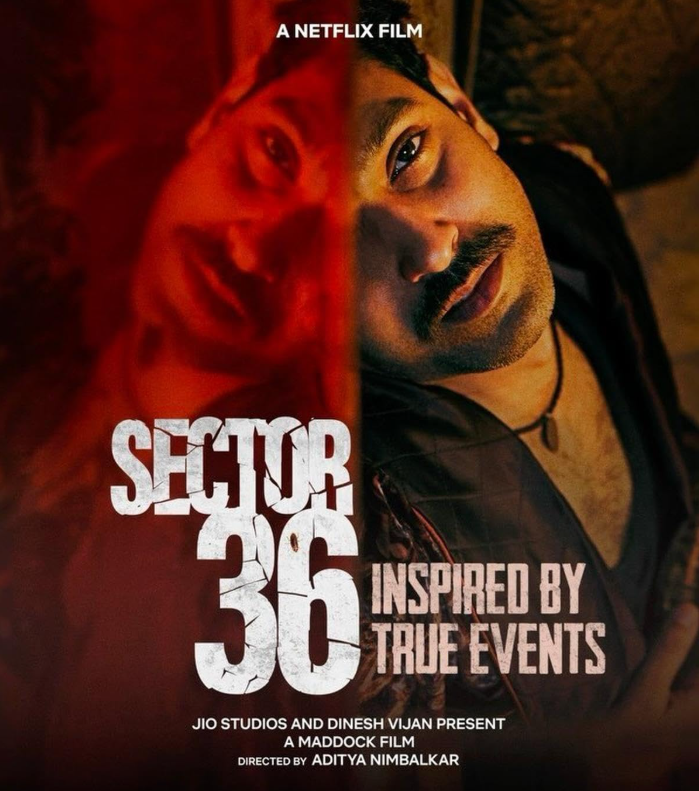 A NETFLIX FILM
SECTOR
36
INSPIRED BY
TRUE EVENTS
JIO STUDIOS AND DINESH VIJAN PRESENT
A MADDOCK FILM
DIRECTED BY ADITYA NIMBALKAR